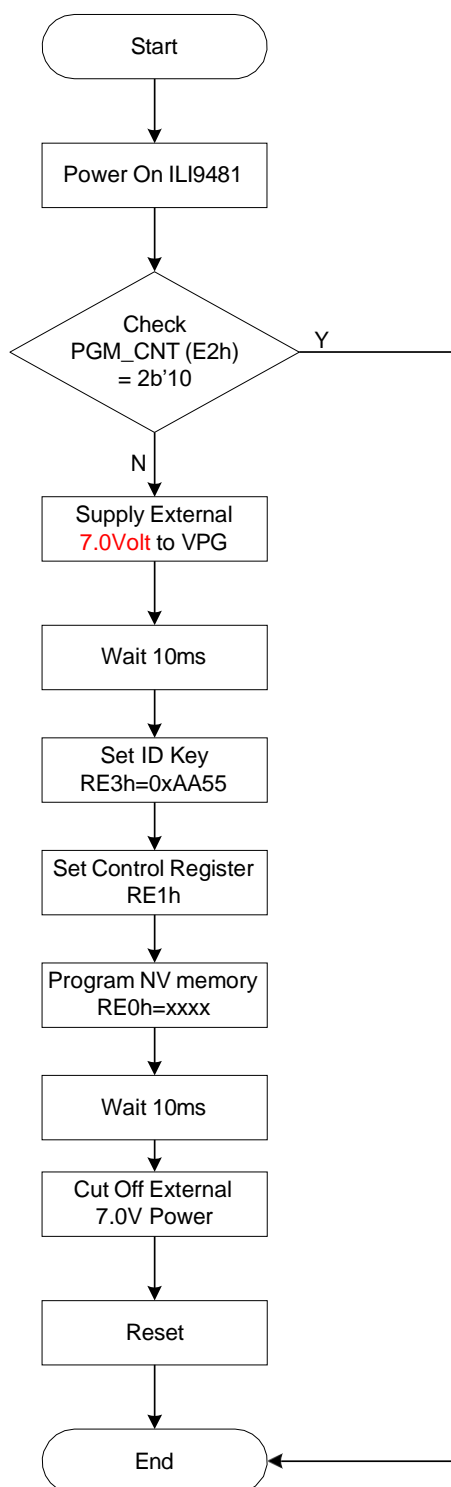 Start
Power On ILI9481
Check
PGM_CNT (E2h)
= 2b'10
Y
N
Supply External
7.0Volt to VPG
Wait 10ms
Set ID Key
RE3h=0xAA55
Set Control Register
RE1h
Program NV memory
RE0h=xxxx
Wait 10ms
Cut Off External
7.0V Power
Reset
End